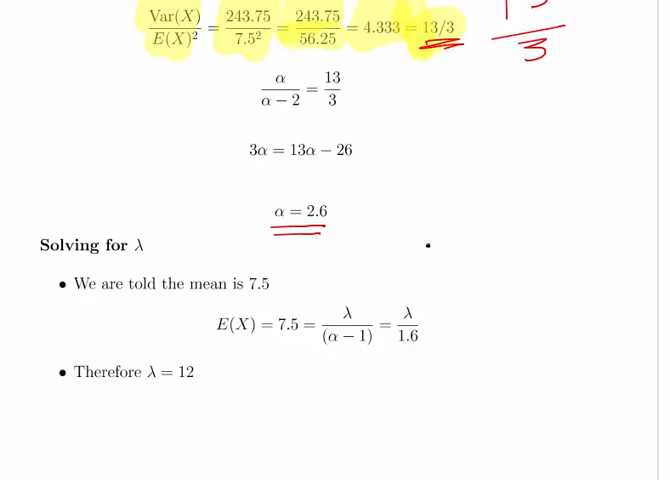 Var(X)/E(X)² = 243.75/7.5² = 243.75/56.25 = 4.333 = 13/3
3
α/(α − 2) = 13/3
3α = 13α − 26
α = 2.6
Solving for λ
• We are told the mean is 7.5
E(X) = 7.5 = λ/(α − 1) = λ/1.6
• Therefore λ = 12